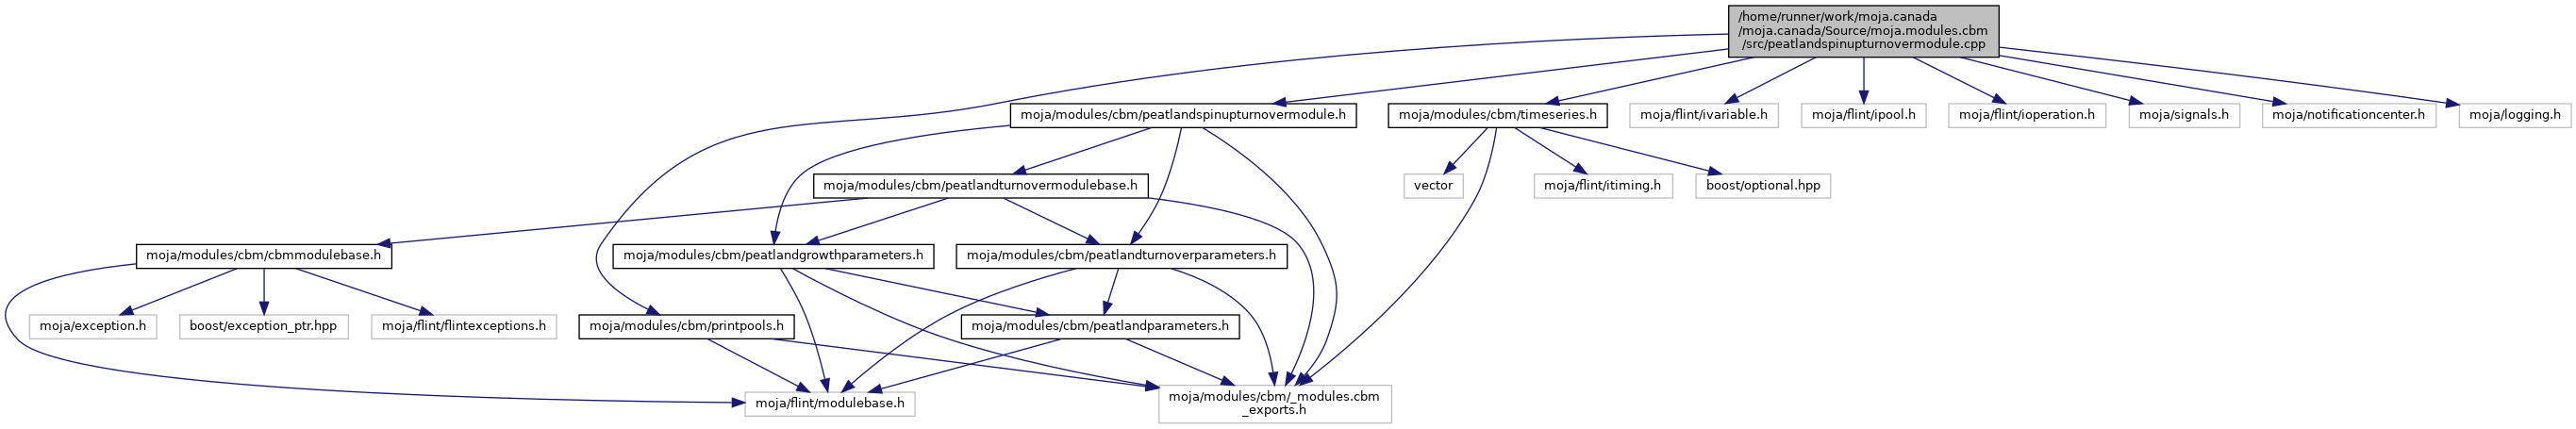 /home/runner/work/moja.canada
/moja.canada/Source/moja.modules.cbm
/src/peatlandspinupturnovermodule.cpp
moja/modules/cbm/peatlandspinupturnovermodule.h
moja/modules/cbm/timeseries.h
moja/flint/ivariable.h
moja/flint/ipool.h
moja/flint/ioperation.h
moja/signals.h
moja/notificationcenter.h
moja/logging.h
moja/modules/cbm/peatlandturnovermodulebase.h
vector
moja/flint/itiming.h
boost/optional.hpp
moja/modules/cbm/cbmmodulebase.h
moja/modules/cbm/peatlandgrowthparameters.h
moja/modules/cbm/peatlandturnoverparameters.h
moja/exception.h
boost/exception_ptr.hpp
moja/flint/flintexceptions.h
moja/modules/cbm/printpools.h
moja/modules/cbm/peatlandparameters.h
moja/flint/modulebase.h
moja/modules/cbm/_modules.cbm
_exports.h